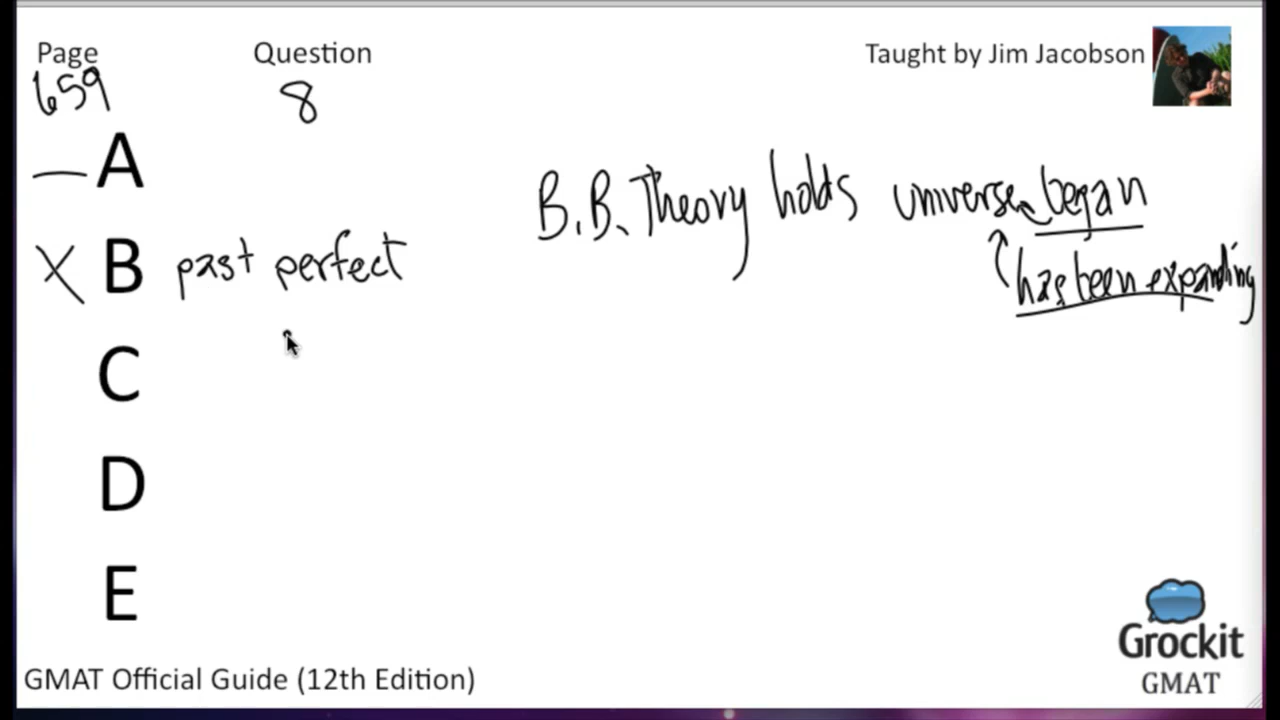 Page Question Taught by Jim Jacobson
659 8
A
B.B. Theory holds universe began
B past perfect
has been expanding
C
D
E
Grockit
GMAT
GMAT Official Guide (12th Edition)